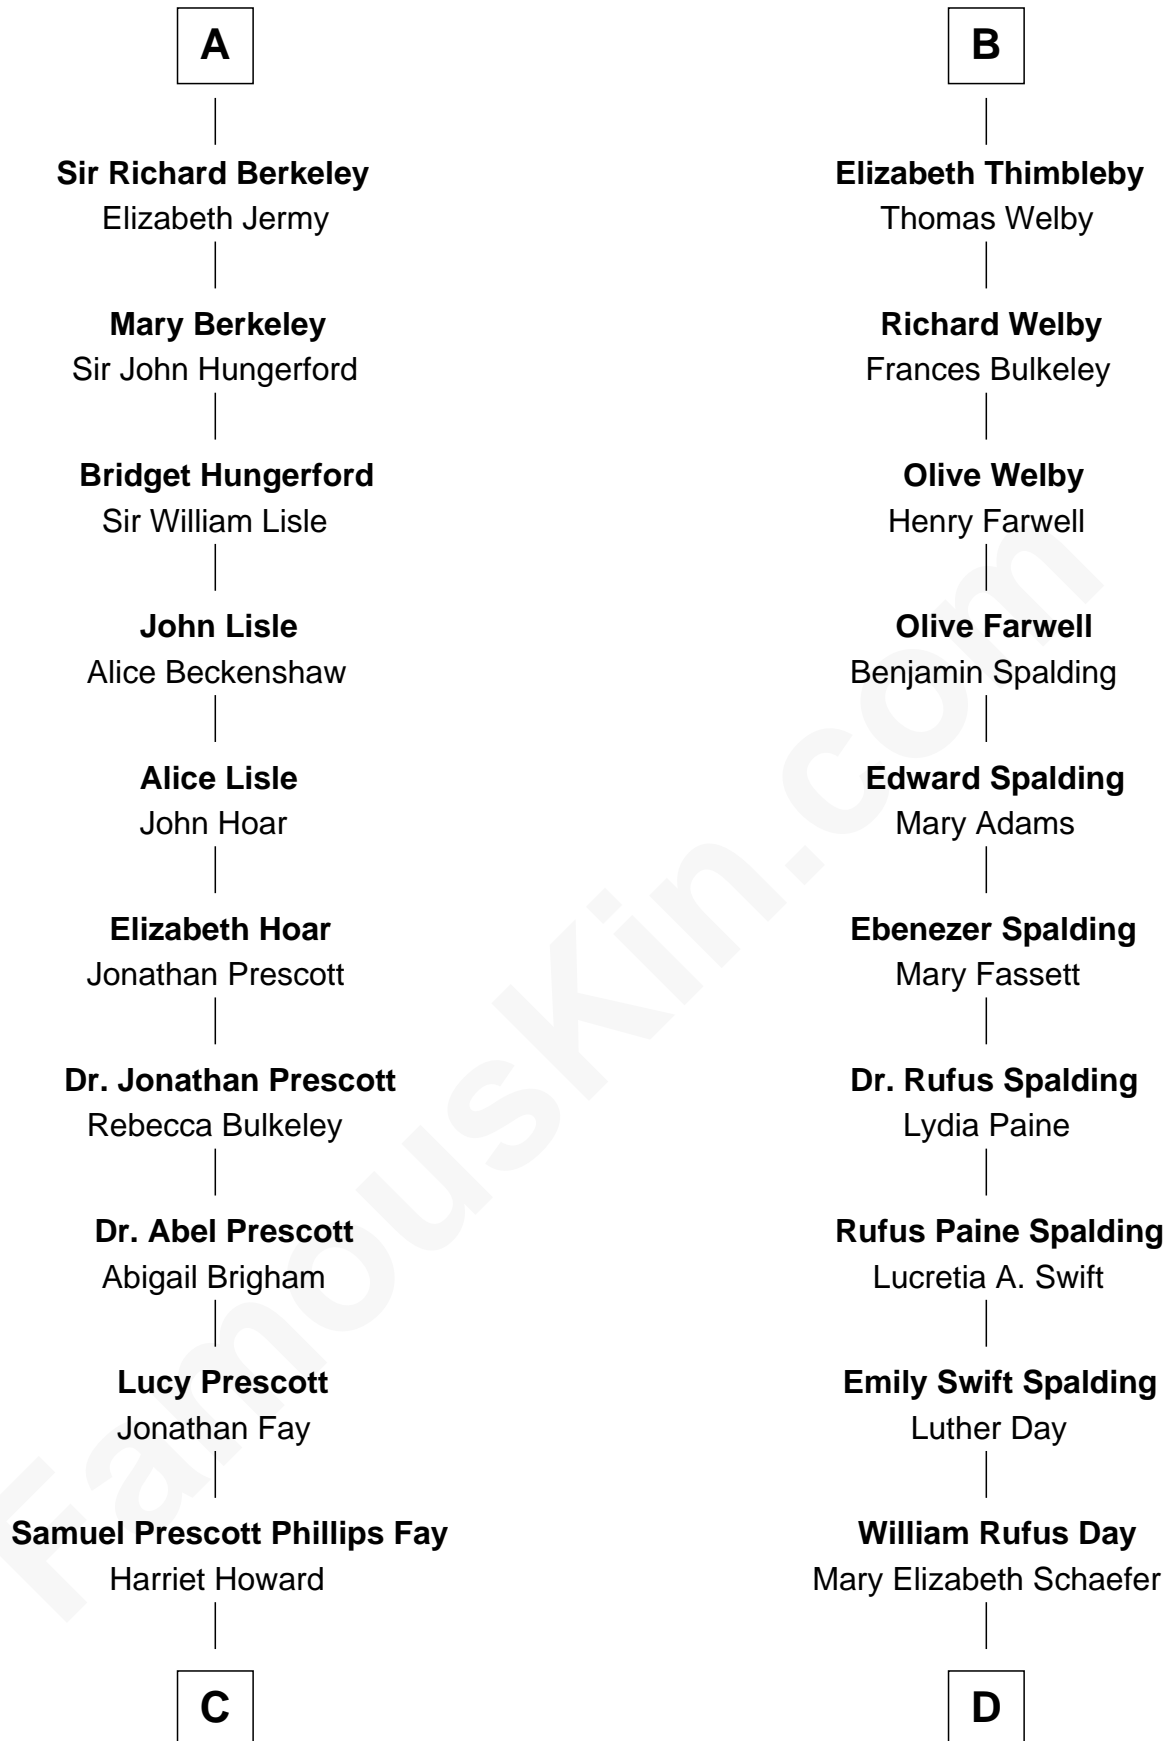 A
Sir Richard Berkeley
Elizabeth Jermy
Mary Berkeley
Sir John Hungerford
Bridget Hungerford
Sir William Lisle
John Lisle
Alice Beckenshaw
Alice Lisle
John Hoar
Elizabeth Hoar
Jonathan Prescott
Dr. Jonathan Prescott
Rebecca Bulkeley
Dr. Abel Prescott
Abigail Brigham
Lucy Prescott
Jonathan Fay
Samuel Prescott Phillips Fay
Harriet Howard
C
B
Elizabeth Thimbleby
Thomas Welby
Richard Welby
Frances Bulkeley
Olive Welby
Henry Farwell
Olive Farwell
Benjamin Spalding
Edward Spalding
Mary Adams
Ebenezer Spalding
Mary Fassett
Dr. Rufus Spalding
Lydia Paine
Rufus Paine Spalding
Lucretia A. Swift
Emily Swift Spalding
Luther Day
William Rufus Day
Mary Elizabeth Schaefer
D
FamousKin.com